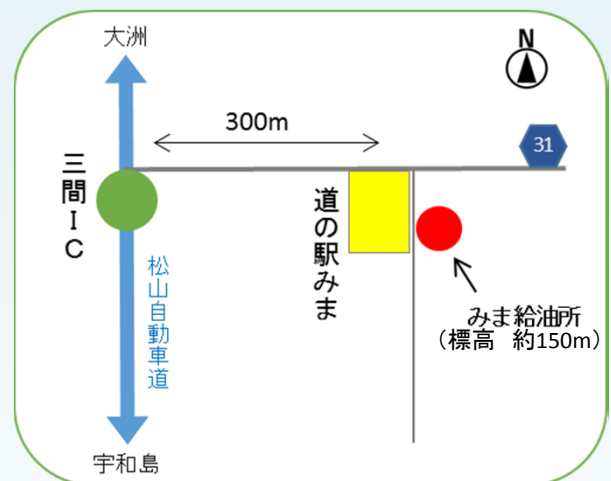 大洲
N
300m
31
三間IC
道の駅みま
松山自動車道
みま給油所
（標高　約150m）
宇和島